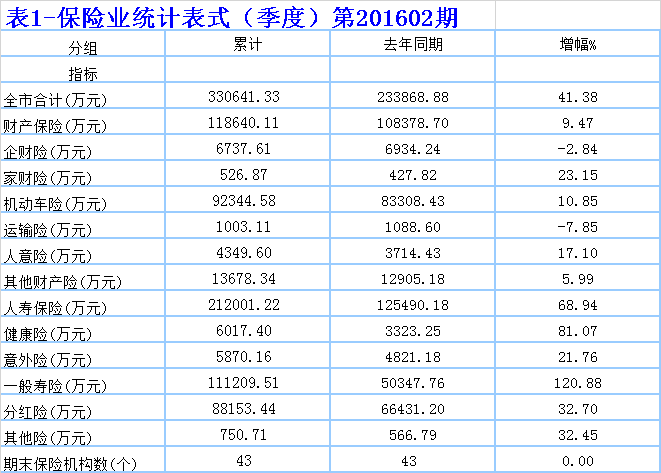 表1-保险业统计表式（季度）第201602期
分组 累计 去年同期 增幅%
指标
全市合计(万元) 330641.33 233868.88 41.38
财产保险(万元) 118640.11 108378.70 9.47
企财险(万元) 6737.61 6934.24 -2.84
家财险(万元) 526.87 427.82 23.15
机动车险(万元) 92344.58 83308.43 10.85
运输险(万元) 1003.11 1088.60 -7.85
人意险(万元) 4349.60 3714.43 17.10
其他财产险(万元) 13678.34 12905.18 5.99
人寿保险(万元) 212001.22 125490.18 68.94
健康险(万元) 6017.40 3323.25 81.07
意外险(万元) 5870.16 4821.18 21.76
一般寿险(万元) 111209.51 50347.76 120.88
分红险(万元) 88153.44 66431.20 32.70
其他险(万元) 750.71 566.79 32.45
期末保险机构数(个) 43 43 0.00